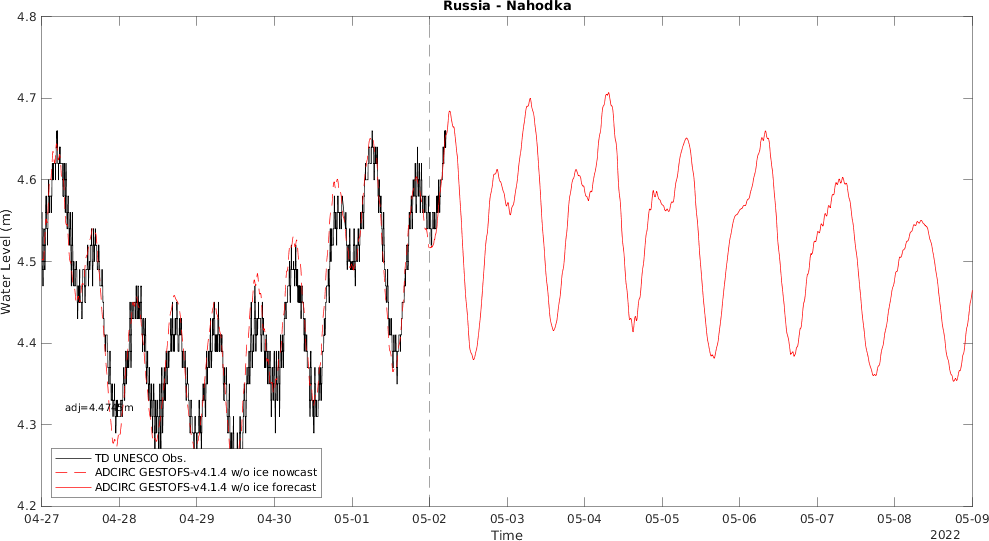 Russia - Nahodka
4.8
4.7
4.6
4.5
4.4
4.3
4.2
Water Level (m)
TD UNESCO Obs.
ADCIRC GESTOFS-v4.1.4 w/o ice nowcast
ADCIRC GESTOFS-v4.1.4 w/o ice forecast
04-27 04-28 04-29 04-30 05-01 05-02 05-03 05-04 05-05 05-06 05-07 05-08 05-09
Time
2022